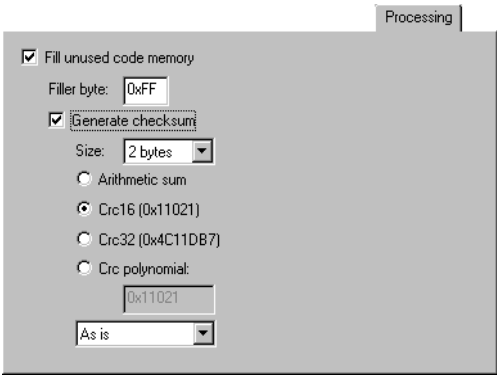 Processing
Fill unused code memory
Filler byte: 0xFF
Generate checksum
Size: 2 bytes
Arithmetic sum
Crc16 (0x11021)
Crc32 (0x4C11DB7)
Crc polynomial:
0x11021
As is